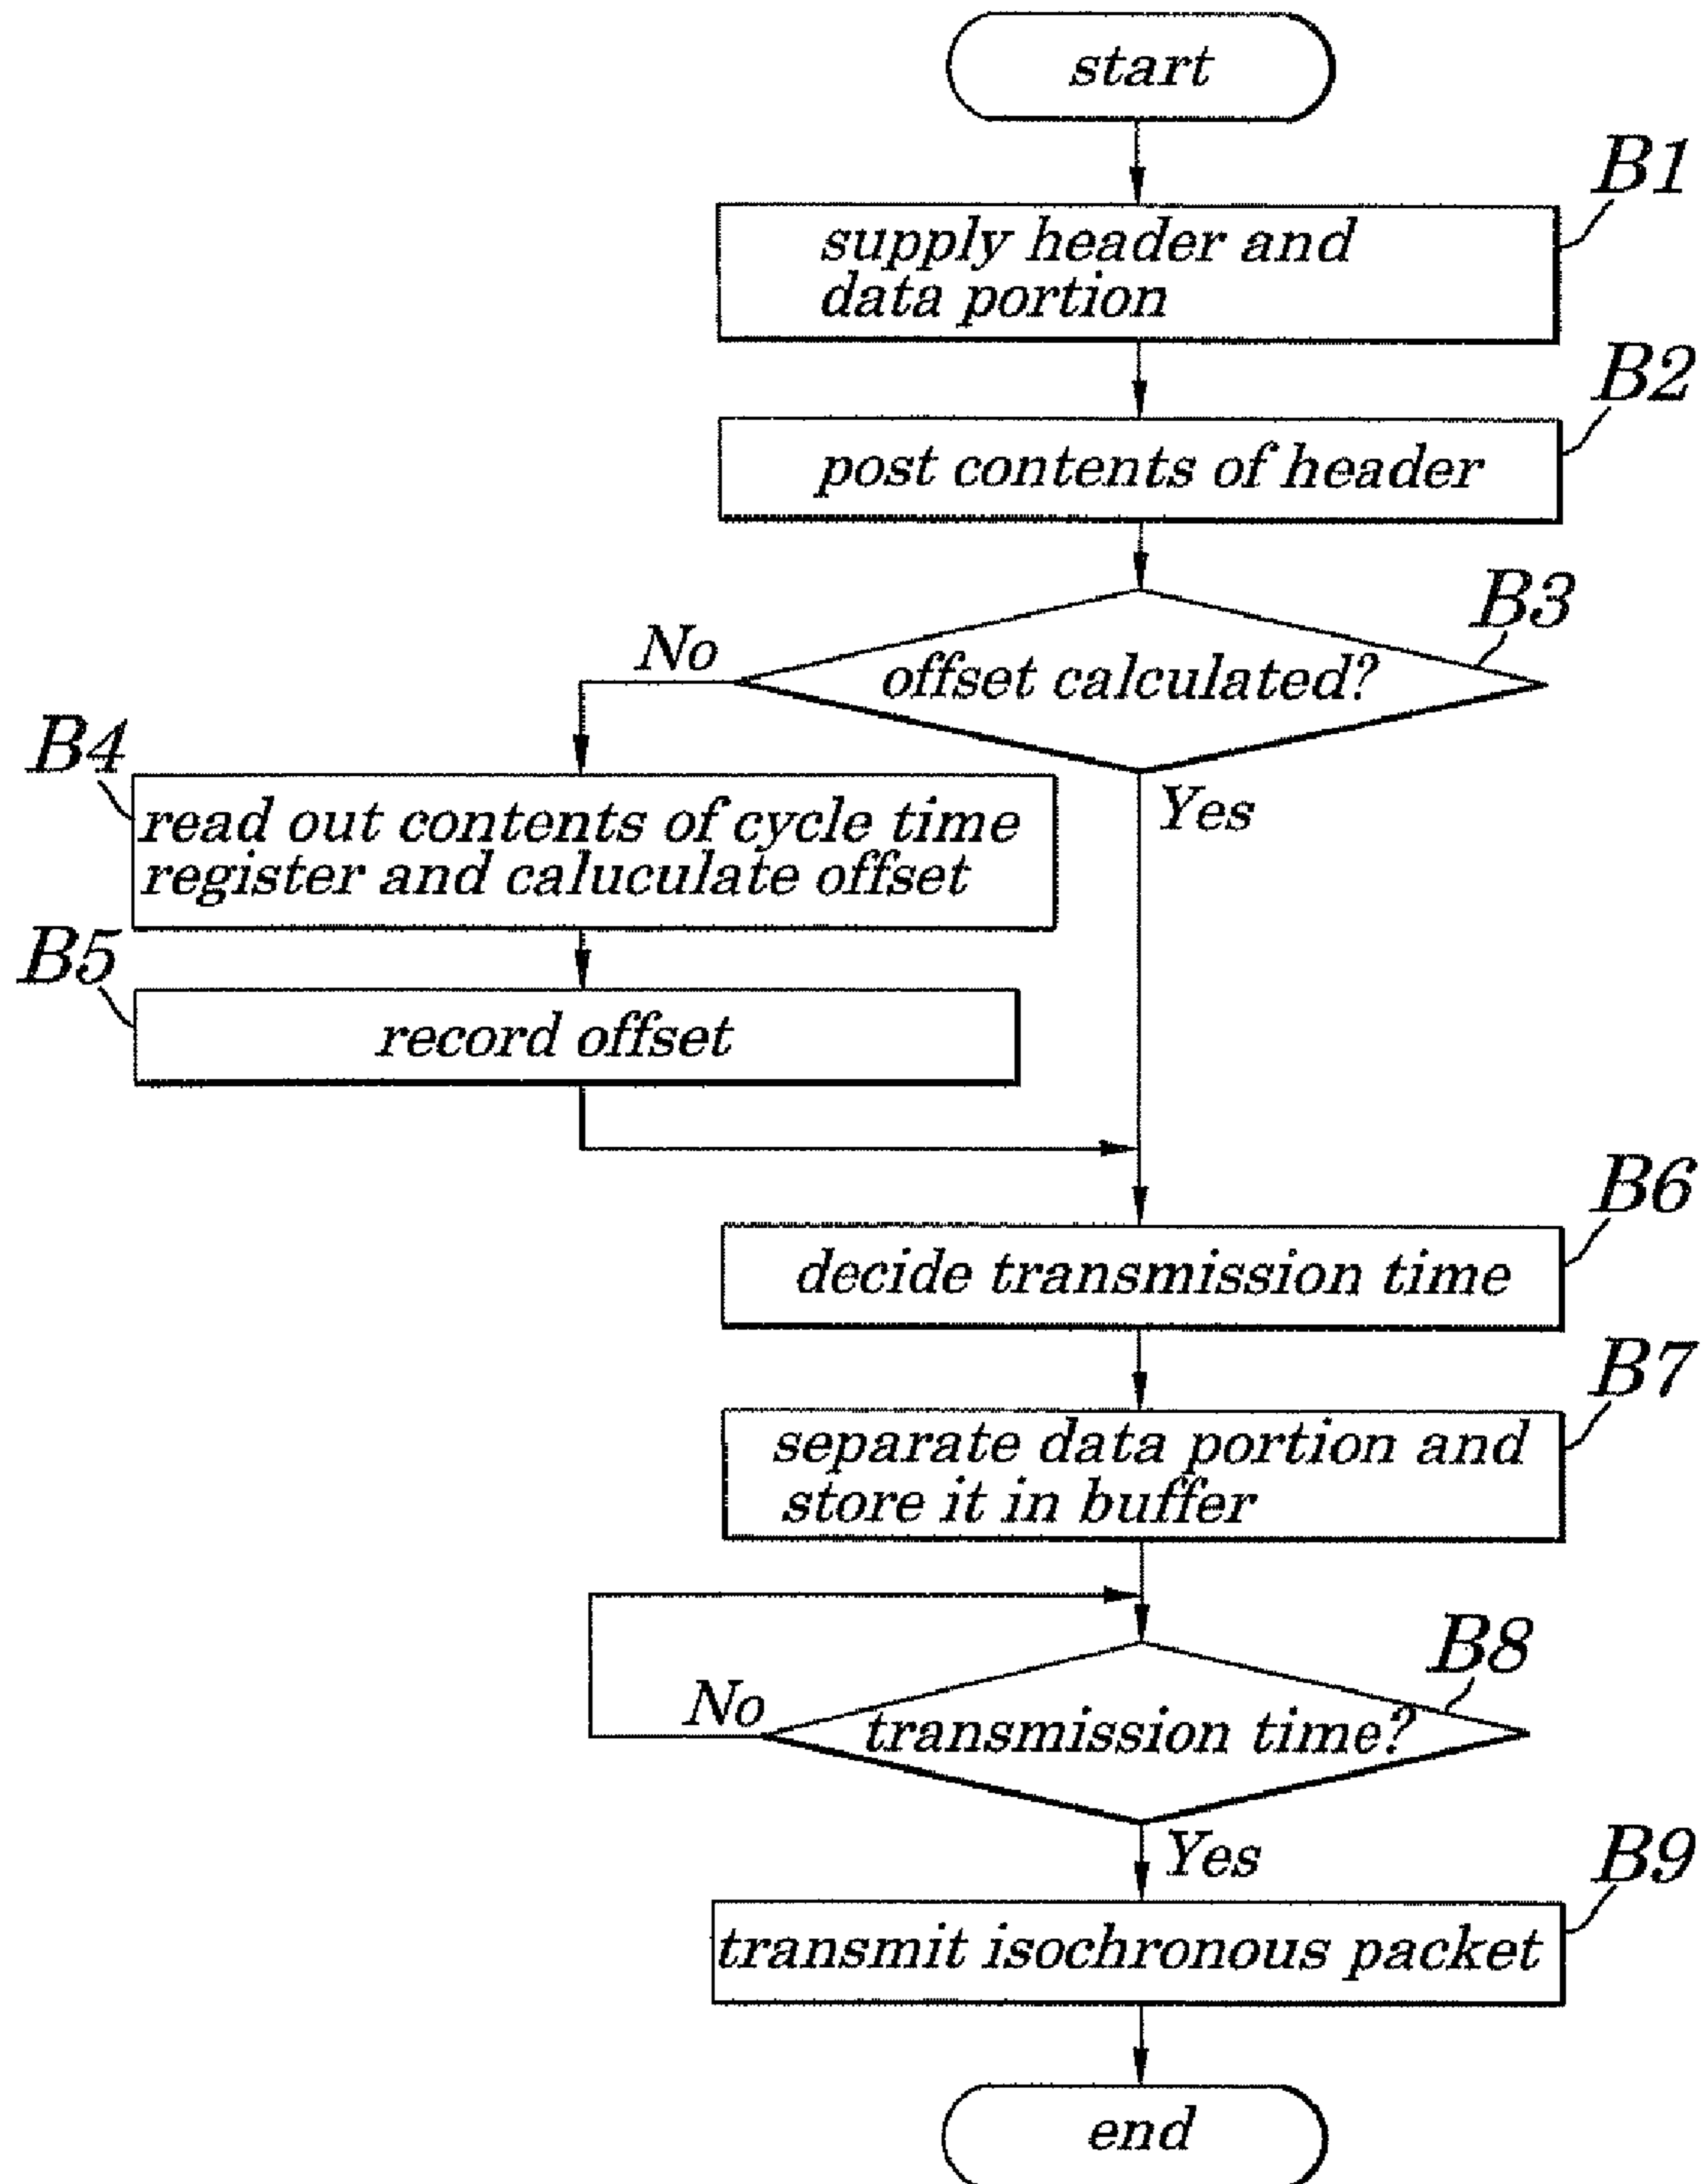 start
B1
supply header and
data portion
B2
post contents of header
B3
No
offset calculated?
Yes
B4
read out contents of cycle time
register and caluculate offset
B5
record offset
B6
decide transmission time
B7
separate data portion and
store it in buffer
B8
No
transmission time?
Yes
B9
transmit isochronous packet
end